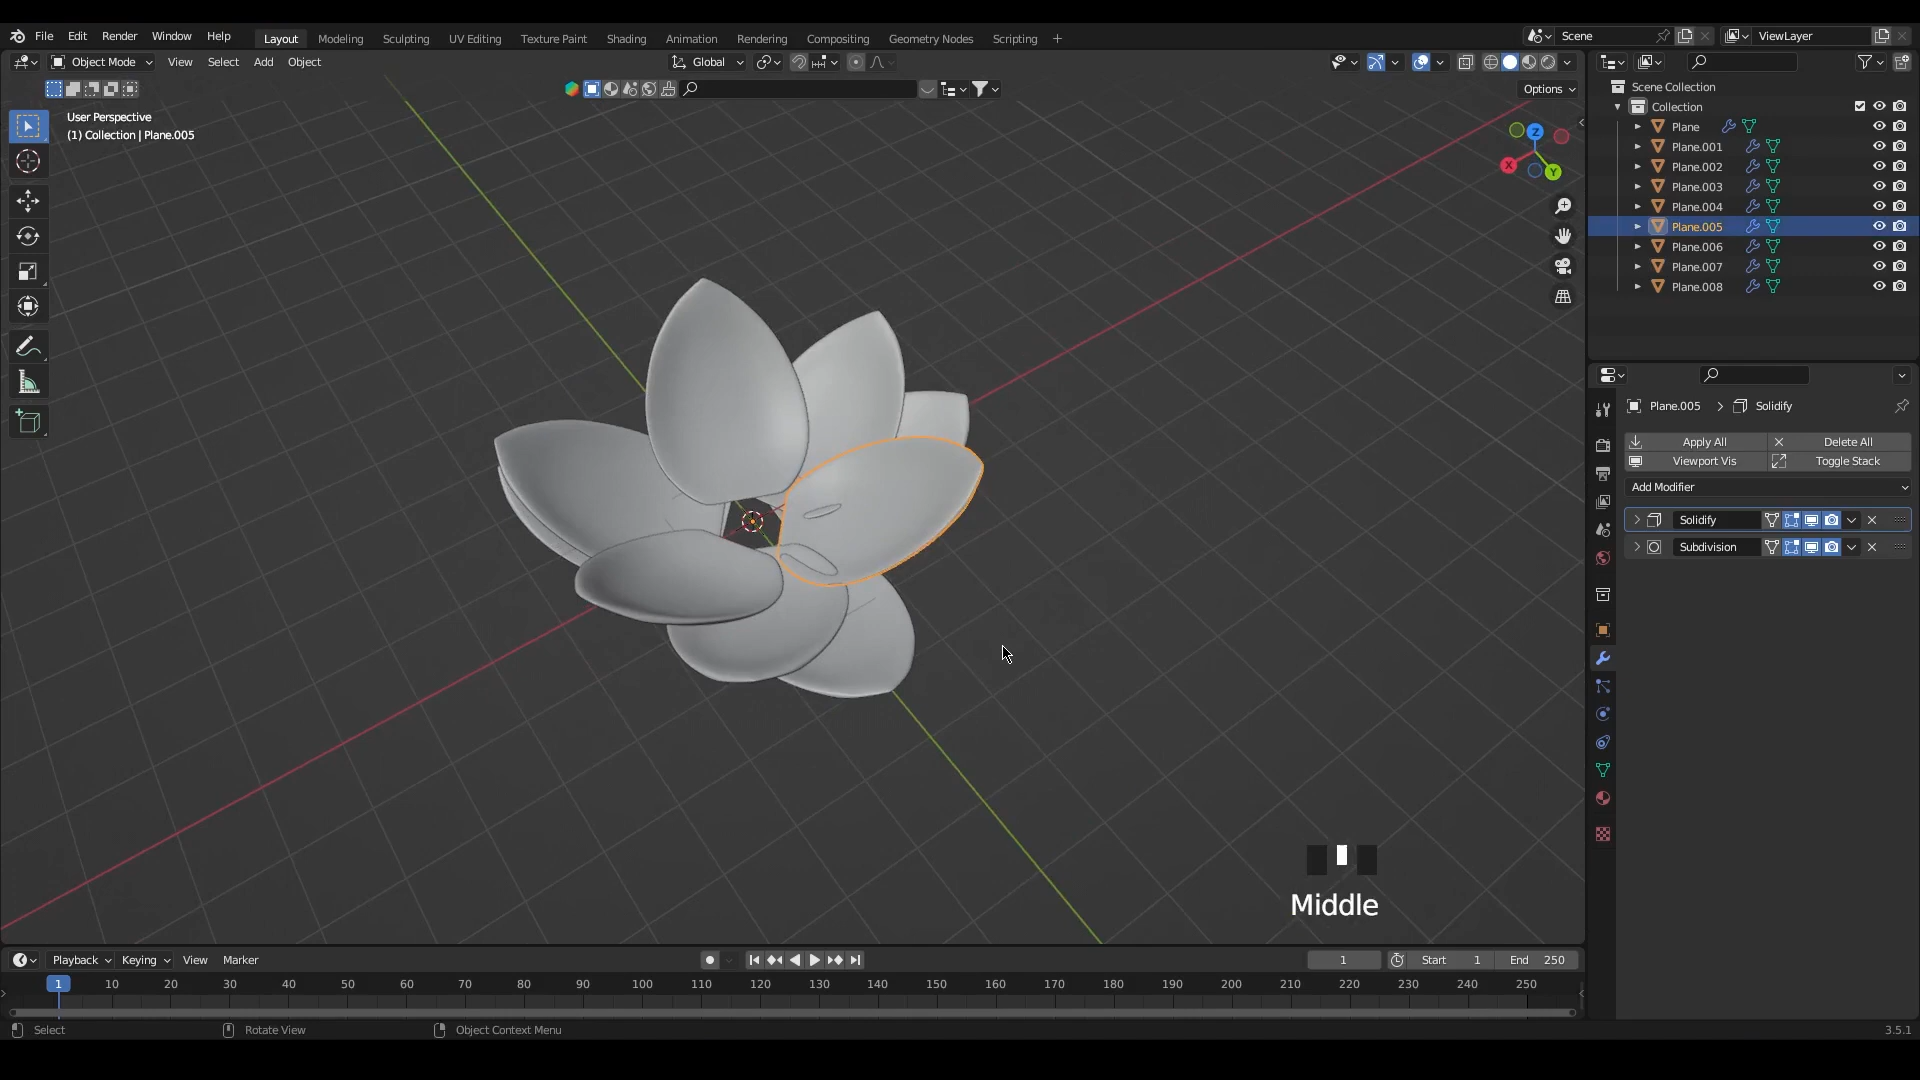 File Edit Render Window Help Layout Modeling Sculpting UV Editing Texture Paint Shading Animation Rendering Compositing Geometry Nodes Scripting + Scene ViewLayer
Object Mode View Select Add Object Global
Options
User Perspective
(1) Collection | Plane.005
Z
X
Y
Scene Collection
Collection
Plane
Plane.001
Plane.002
Plane.003
Plane.004
Plane.005
Plane.006
Plane.007
Plane.008
Plane.005 > Solidify
Apply All Delete All
Viewport Vis Toggle Stack
Add Modifier
Solidify
Subdivision
Middle
Playback Keying View Marker 1 Start 1 End 250
1 10 20 30 40 50 60 70 80 90 100 110 120 130 140 150 160 170 180 190 200 210 220 230 240 250
Select Rotate View Object Context Menu 3.5.1